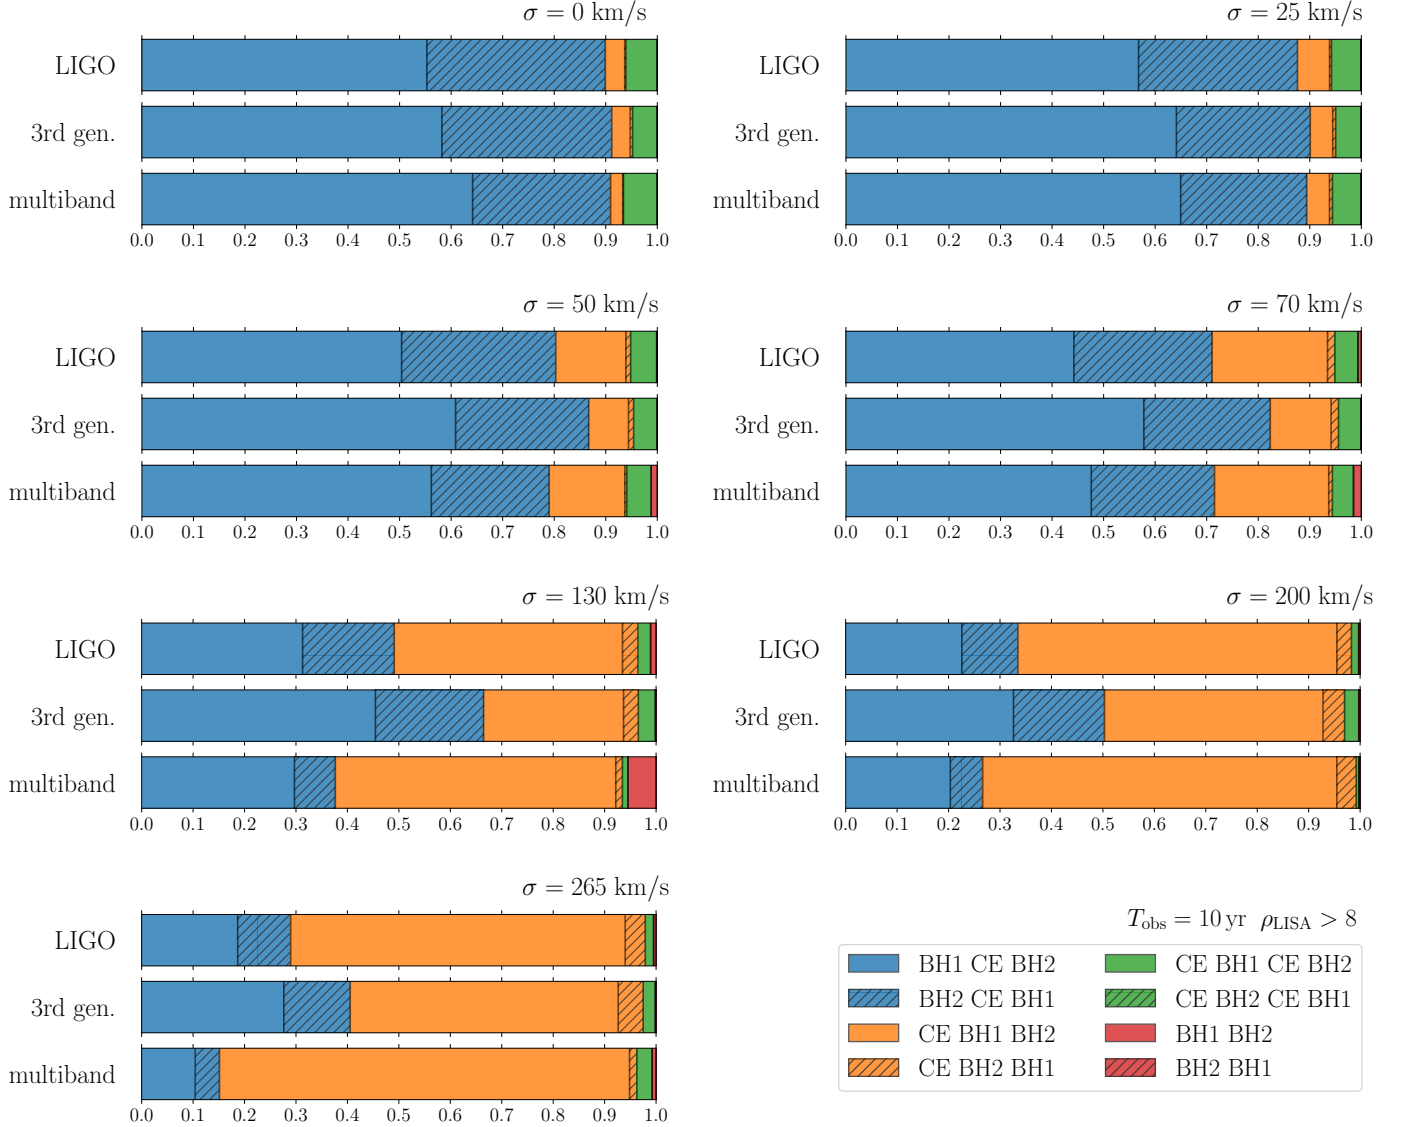 σ = 0 km/s
LIGO
3rd gen.
multiband
0.0 0.1 0.2 0.3 0.4 0.5 0.6 0.7 0.8 0.9 1.0
σ = 25 km/s
LIGO
3rd gen.
multiband
0.0 0.1 0.2 0.3 0.4 0.5 0.6 0.7 0.8 0.9 1.0
σ = 50 km/s
LIGO
3rd gen.
multiband
0.0 0.1 0.2 0.3 0.4 0.5 0.6 0.7 0.8 0.9 1.0
σ = 70 km/s
LIGO
3rd gen.
multiband
0.0 0.1 0.2 0.3 0.4 0.5 0.6 0.7 0.8 0.9 1.0
σ = 130 km/s
LIGO
3rd gen.
multiband
0.0 0.1 0.2 0.3 0.4 0.5 0.6 0.7 0.8 0.9 1.0
σ = 200 km/s
LIGO
3rd gen.
multiband
0.0 0.1 0.2 0.3 0.4 0.5 0.6 0.7 0.8 0.9 1.0
σ = 265 km/s
LIGO
3rd gen.
multiband
0.0 0.1 0.2 0.3 0.4 0.5 0.6 0.7 0.8 0.9 1.0
T_obs = 10 yr ρ_LISA > 8
BH1 CE BH2
BH2 CE BH1
CE BH1 BH2
CE BH2 BH1
CE BH1 CE BH2
CE BH2 CE BH1
BH1 BH2
BH2 BH1